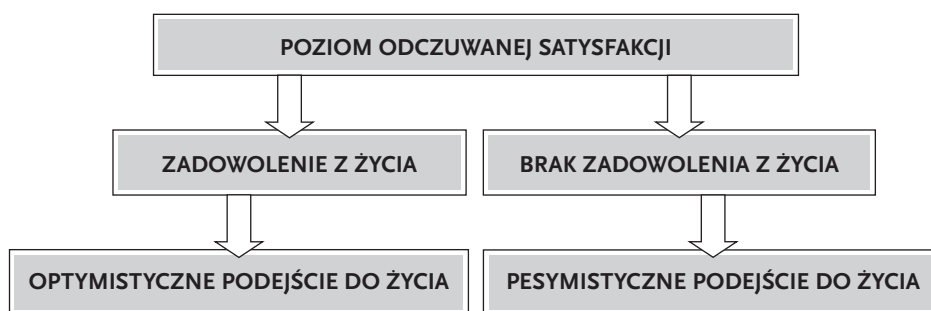 POZIOM ODCZUWANEJ SATYSFAKCJI
ZADOWOLENIE Z ŻYCIA
BRAK ZADOWOLENIA Z ŻYCIA
OPTYMISTYCZNE PODEJŚCIE DO ŻYCIA
PESYMISTYCZNE PODEJŚCIE DO ŻYCIA